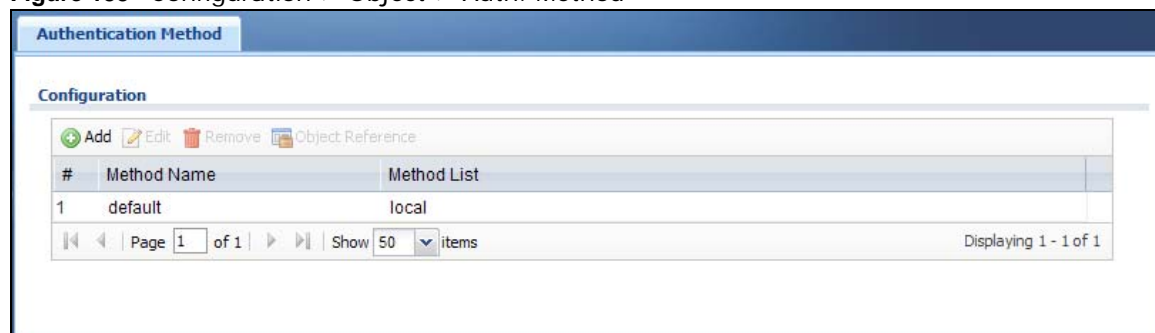 Authentication Method
Configuration
Add Edit Remove Object Reference
# Method Name Method List
1 default local
Page 1 of 1 Show 50 items Displaying 1 - 1 of 1